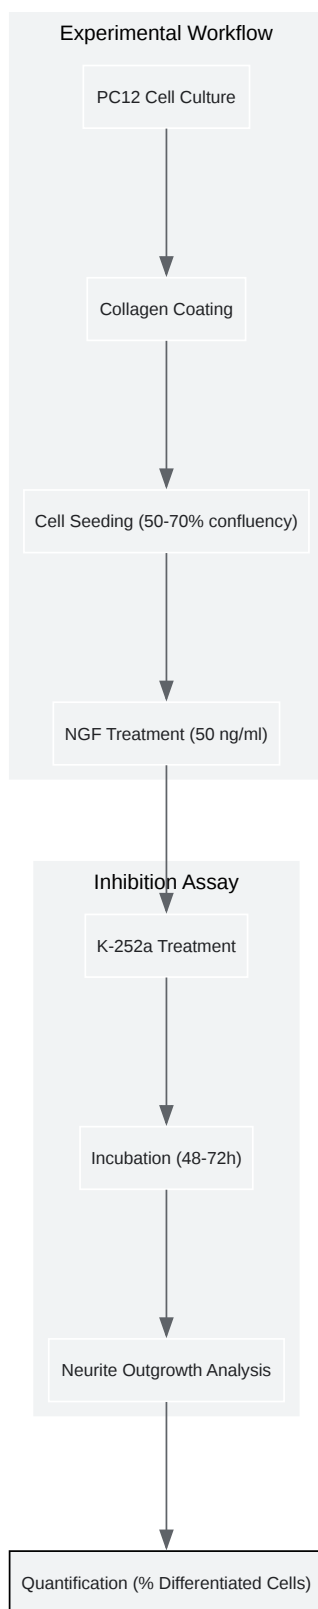 Experimental Workflow
PC12 Cell Culture
Collagen Coating
Cell Seeding (50-70% confluency)
NGF Treatment (50 ng/ml)
Inhibition Assay
K-252a Treatment
Incubation (48-72h)
Neurite Outgrowth Analysis
Quantification (% Differentiated Cells)